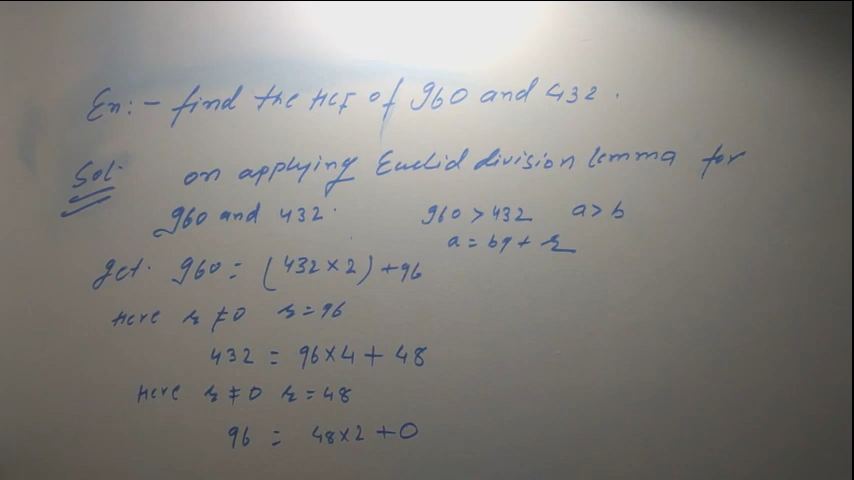 Ex:- find the HCF of 960 and 432.
Sol. on applying Euclid division lemma for
960 and 432. 960 > 432 a > b
a = bq + r
get. 960 = (432 × 2) + 96
Here r ≠ 0 r = 96
432 = 96 × 4 + 48
Here r ≠ 0 r = 48
96 = 48 × 2 + 0